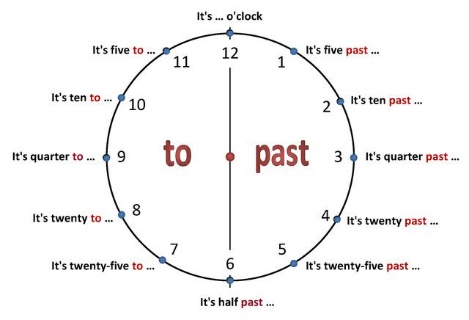 It's ... o'clock
It's five to ... It's five past ...
12
11 1
It's ten to ... 10 2 It's ten past ...
It's quarter to ... 9 to past 3 It's quarter past ...
It's twenty to ... 8 4 It's twenty past ...
7 5
It's twenty-five to ... 6 It's twenty-five past ...
It's half past ...